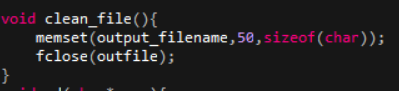 void clean_file(){
memset(output_filename,50,sizeof(char));
fclose(outfile);
}